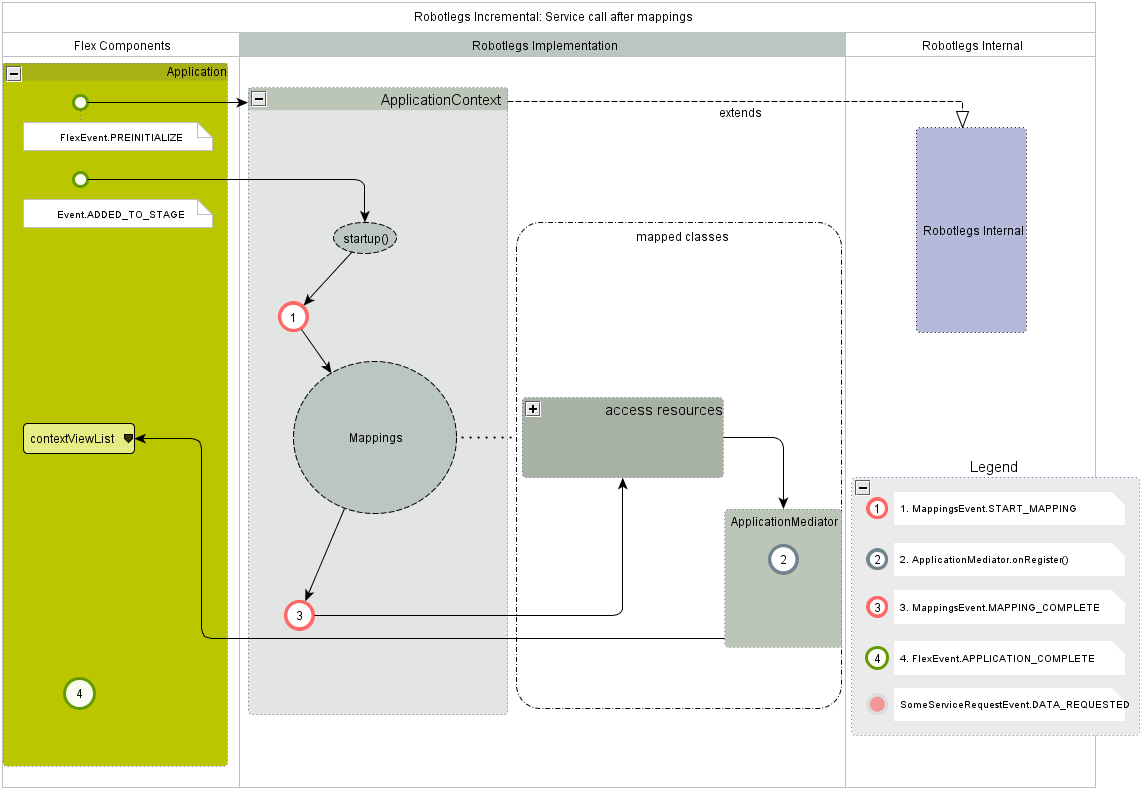 Robotlegs Incremental: Service call after mappings
Flex Components
Robotlegs Implementation
Robotlegs Internal
Application
FlexEvent.PREINITIALIZE
Event.ADDED_TO_STAGE
contextViewList
4
ApplicationContext
startup()
1
Mappings
3
extends
mapped classes
access resources
ApplicationMediator
2
Robotlegs Internal
Legend
1 1. MappingsEvent.START_MAPPING
2 2. ApplicationMediator.onRegister()
3 3. MappingsEvent.MAPPING_COMPLETE
4 4. FlexEvent.APPLICATION_COMPLETE
SomeServiceRequestEvent.DATA_REQUESTED